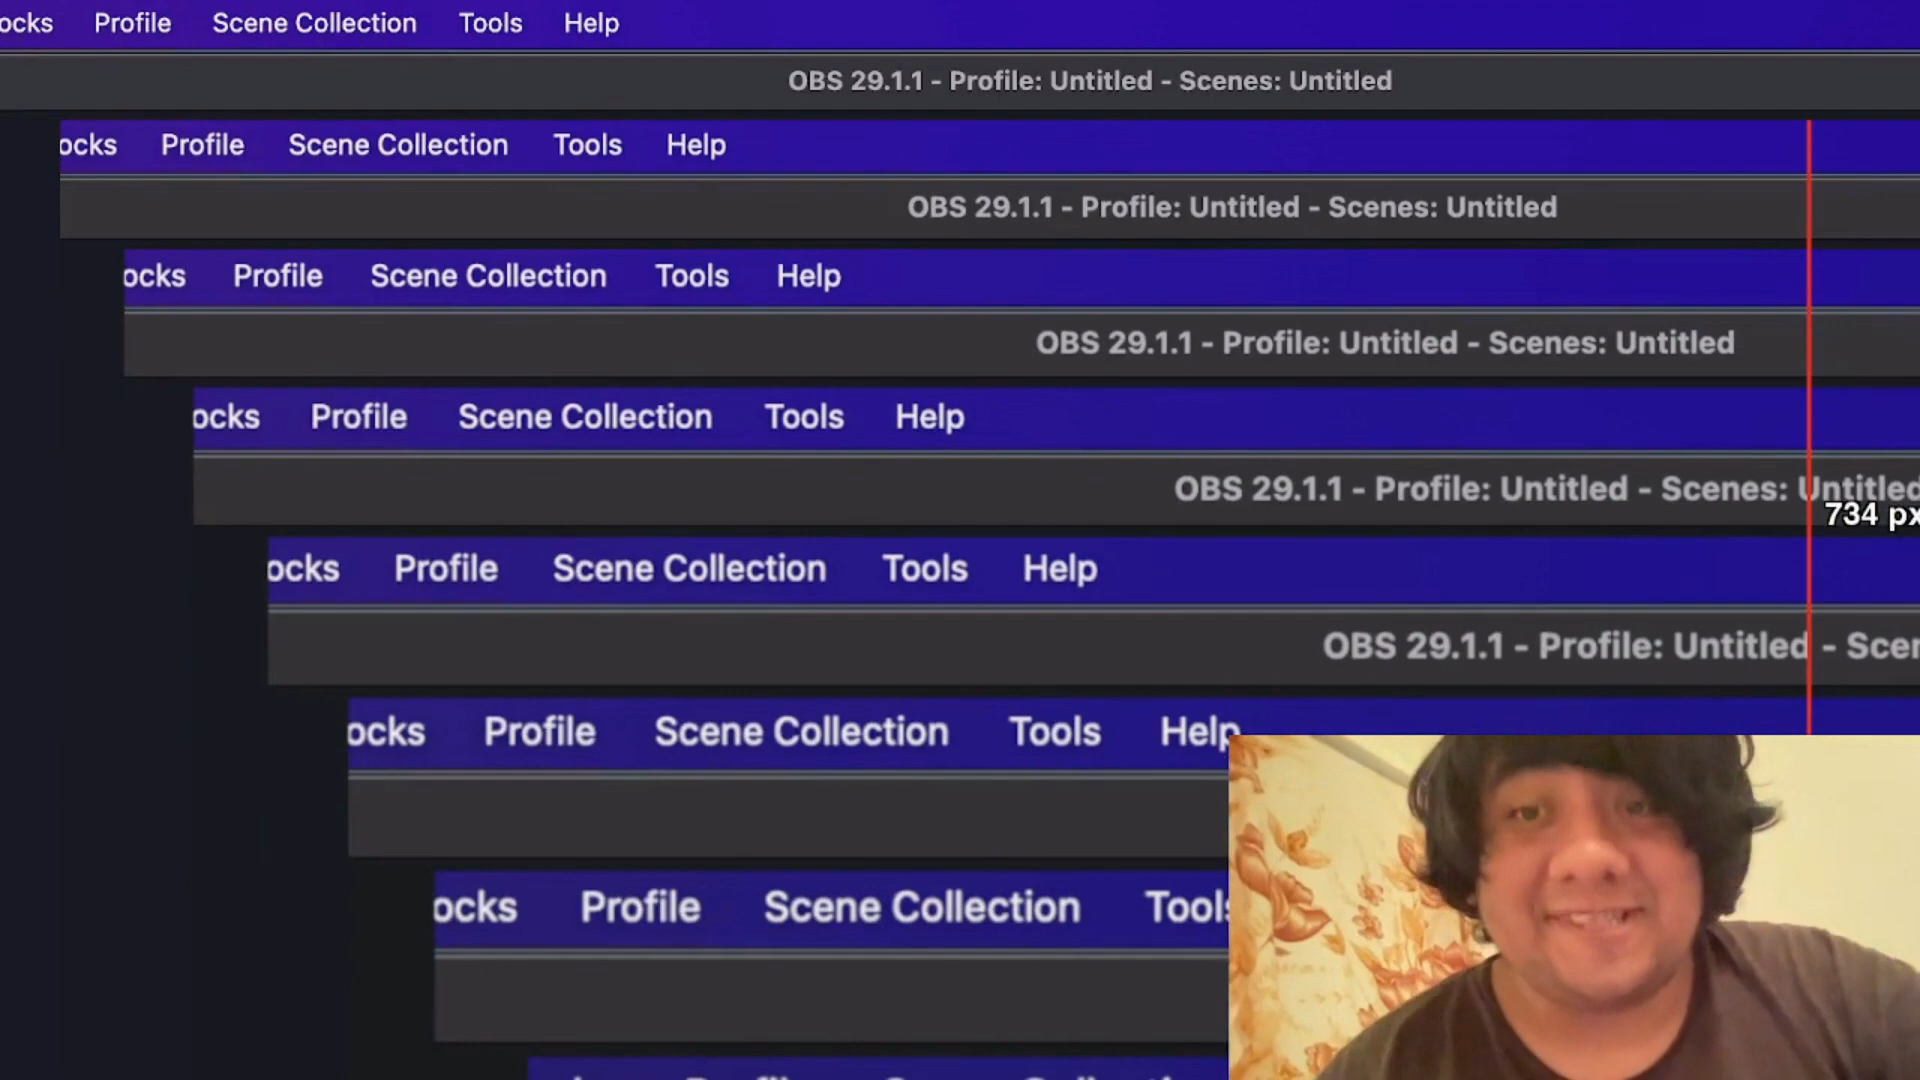 ocks Profile Scene Collection Tools Help
OBS 29.1.1 - Profile: Untitled - Scenes: Untitled
ocks Profile Scene Collection Tools Help
OBS 29.1.1 - Profile: Untitled - Scenes: Untitled
ocks Profile Scene Collection Tools Help
OBS 29.1.1 - Profile: Untitled - Scenes: Untitled
ocks Profile Scene Collection Tools Help
OBS 29.1.1 - Profile: Untitled - Scenes: Untitled
734 px
ocks Profile Scene Collection Tools Help
OBS 29.1.1 - Profile: Untitled - Scer
ocks Profile Scene Collection Tools Help
ocks Profile Scene Collection Tools